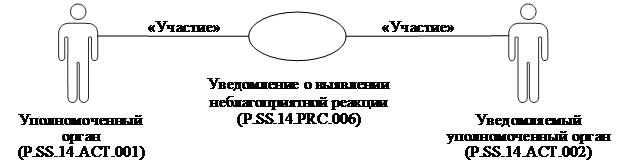 «Участие»
«Участие»
Уведомление о выявлении
неблагоприятной реакции
(P.SS.14.PRC.006)
Уполномоченный
орган
(P.SS.14.ACT.001)
Уведомляемый
уполномоченный орган
(P.SS.14.ACT.002)